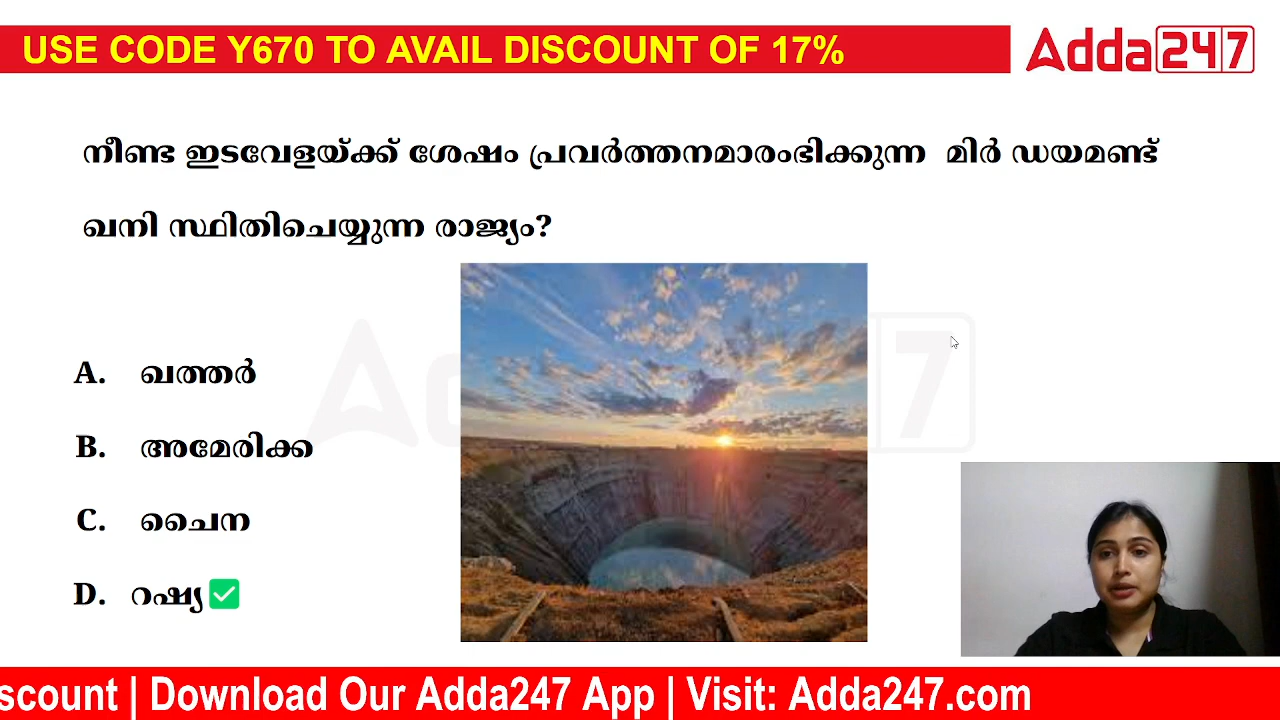 USE CODE Y670 TO AVAIL DISCOUNT OF 17%
Adda247
നീണ്ട ഇടവേളയ്ക്ക് ശേഷം പ്രവർത്തനമാരംഭിക്കുന്ന മിർ ഡയമണ്ട്
ഖനി സ്ഥിതിചെയ്യുന്ന രാജ്യം?
A. ഖത്തർ
B. അമേരിക്ക
C. ചൈന
D. റഷ്യ ✅
scount | Download Our Adda247 App | Visit: Adda247.com